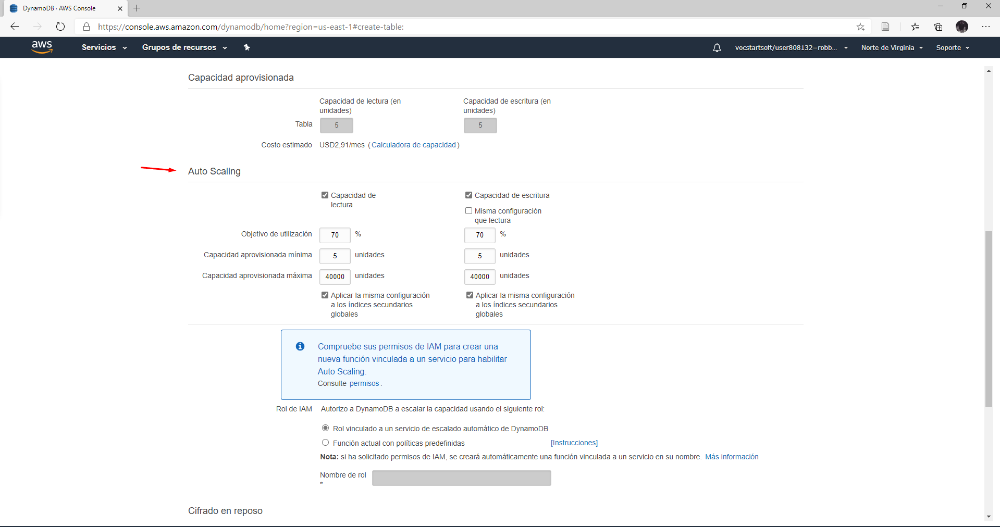 DynamoDB · AWS Console
https://console.aws.amazon.com/dynamodb/home?region=us-east-1#create-table:
aws
Servicios
Grupos de recursos
vocstartsoft/user808132=robb...
Norte de Virginia
Soporte
Capacidad aprovisionada
Capacidad de lectura (en
unidades)
Capacidad de escritura (en
unidades)
Tabla
5
5
Costo estimado
USD2,91/mes (Calculadora de capacidad)
Auto Scaling
Capacidad de
lectura
Capacidad de escritura
Misma configuración
que lectura
Objetivo de utilización
70 %
70 %
Capacidad aprovisionada mínima
5 unidades
5 unidades
Capacidad aprovisionada máxima
40000 unidades
40000 unidades
Aplicar la misma configuración
a los índices secundarios
globales
Aplicar la misma configuración
a los índices secundarios
globales
Compruebe sus permisos de IAM para crear una
nueva función vinculada a un servicio para habilitar
Auto Scaling.
Consulte permisos.
Rol de IAM
Autorizo a DynamoDB a escalar la capacidad usando el siguiente rol:
Rol vinculado a un servicio de escalado automático de DynamoDB
Función actual con políticas predefinidas
[Instrucciones]
Nota: si ha solicitado permisos de IAM, se creará automáticamente una función vinculada a un servicio en su nombre. Más información
Nombre de rol
*
Cifrado en reposo